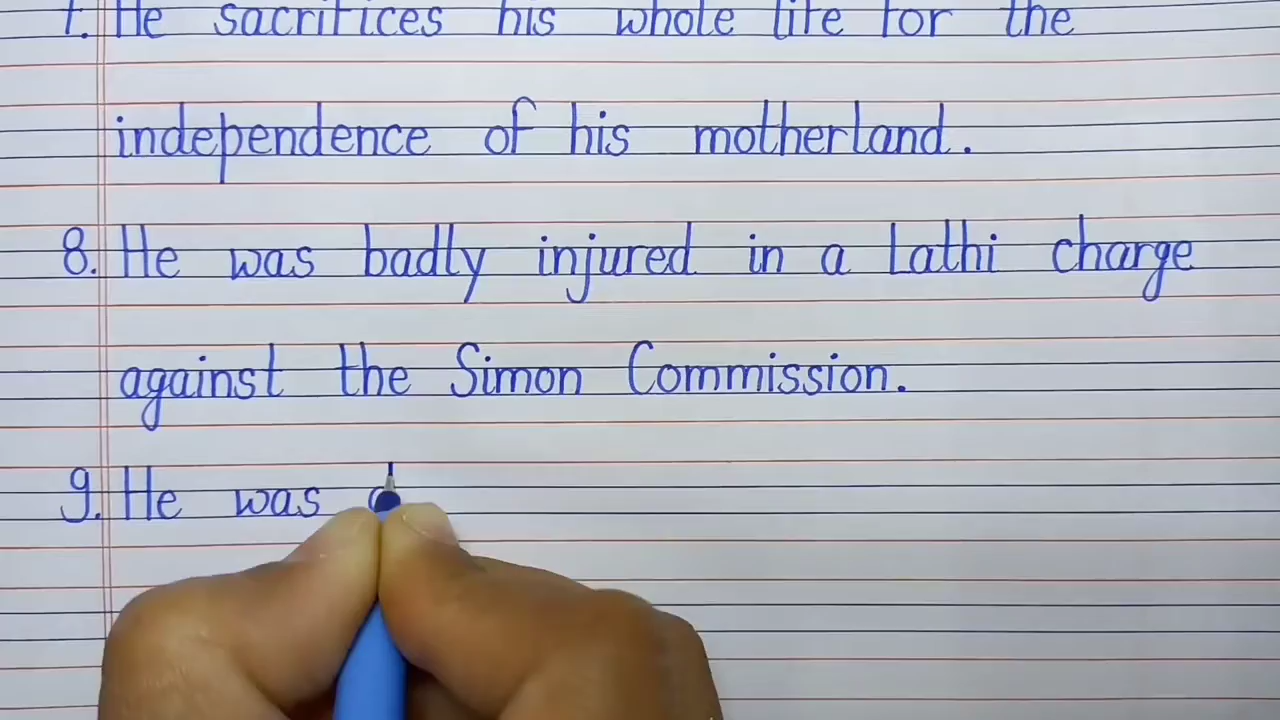 7. He sacrifices his whole life for the
independence of his motherland.
8. He was badly injured in a Lathi charge
against the Simon Commission.
9. He was